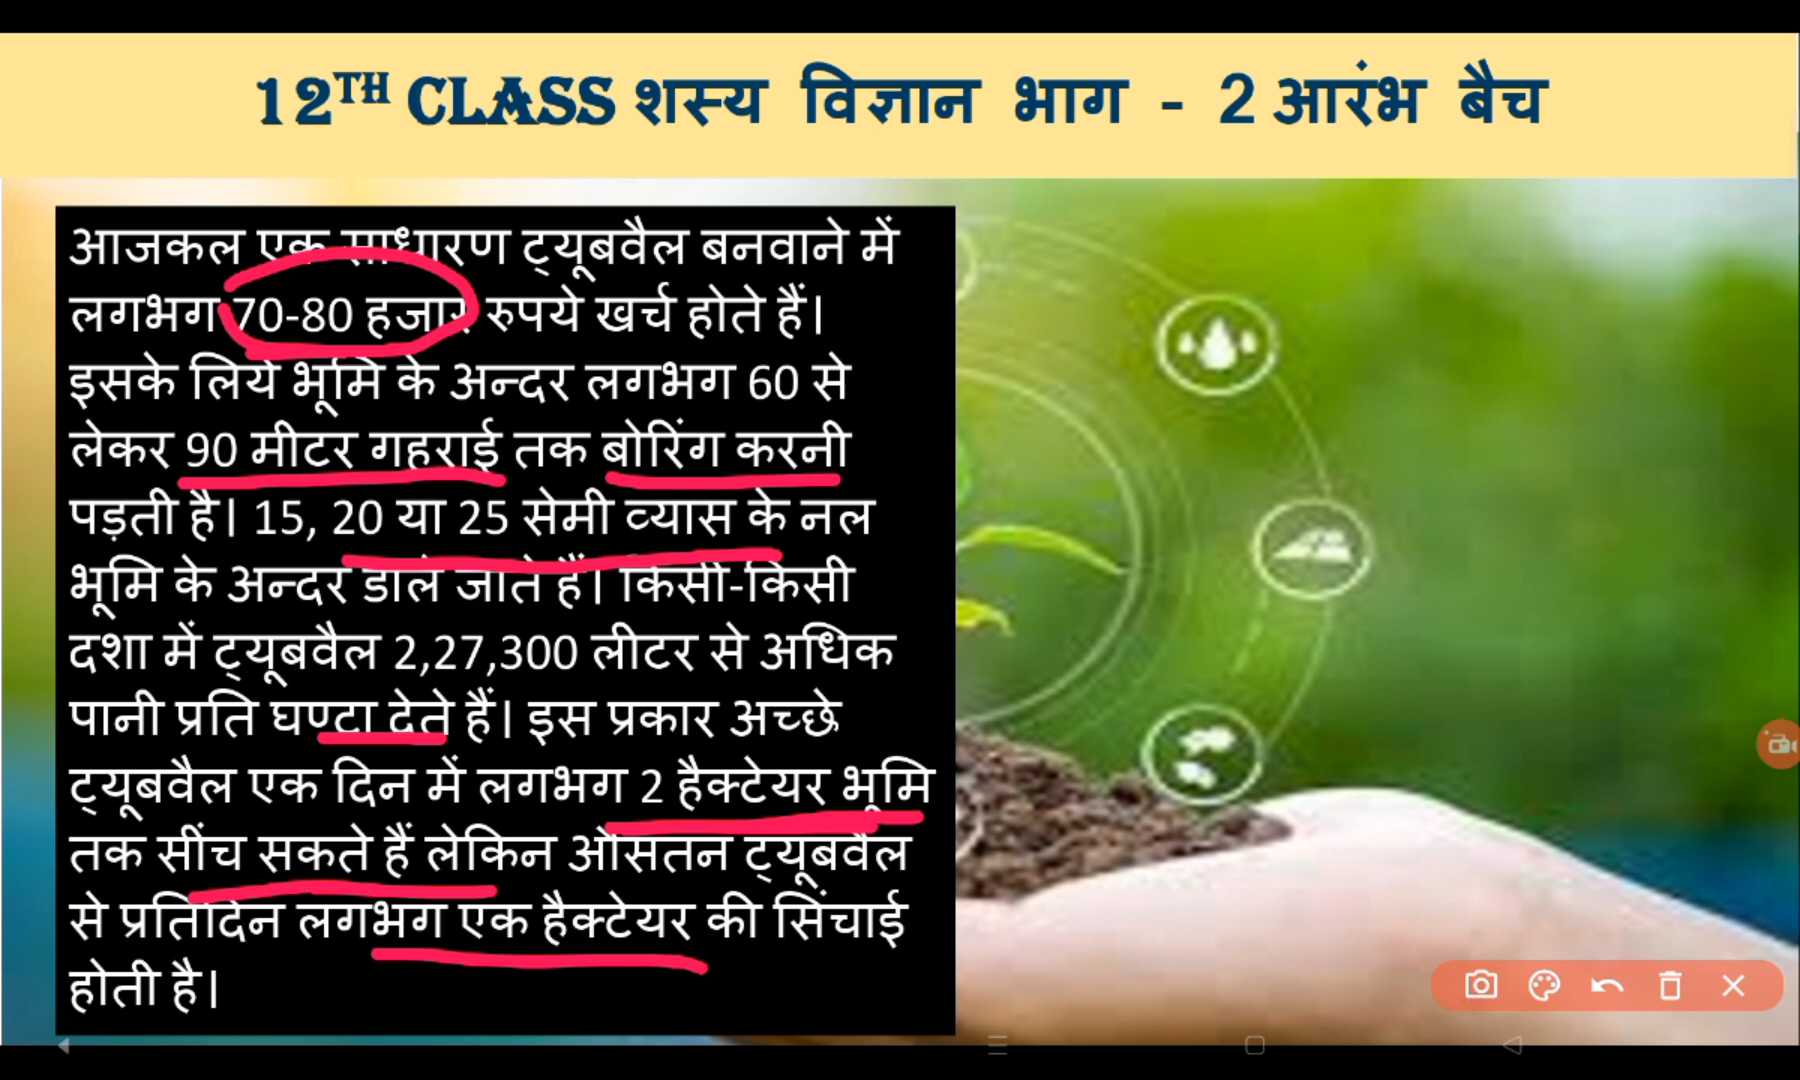 12TH CLASS शस्य विज्ञान भाग - 2 आरंभ बैच
आजकल एक साधारण ट्यूबवैल बनवाने में
लगभग 70-80 हजार रुपये खर्च होते हैं।
इसके लिये भूमि के अन्दर लगभग 60 से
लेकर 90 मीटर गहराई तक बोरिंग करनी
पड़ती है। 15, 20 या 25 सेमी व्यास के नल
भूमि के अन्दर डाले जाते हैं। किसी-किसी
दशा में ट्यूबवैल 2,27,300 लीटर से अधिक
पानी प्रति घण्टा देते हैं। इस प्रकार अच्छे
ट्यूबवैल एक दिन में लगभग 2 हैक्टेयर भूमि
तक सींच सकते हैं लेकिन औसतन ट्यूबवैल
से प्रतिदिन लगभग एक हैक्टेयर की सिंचाई
होती है।